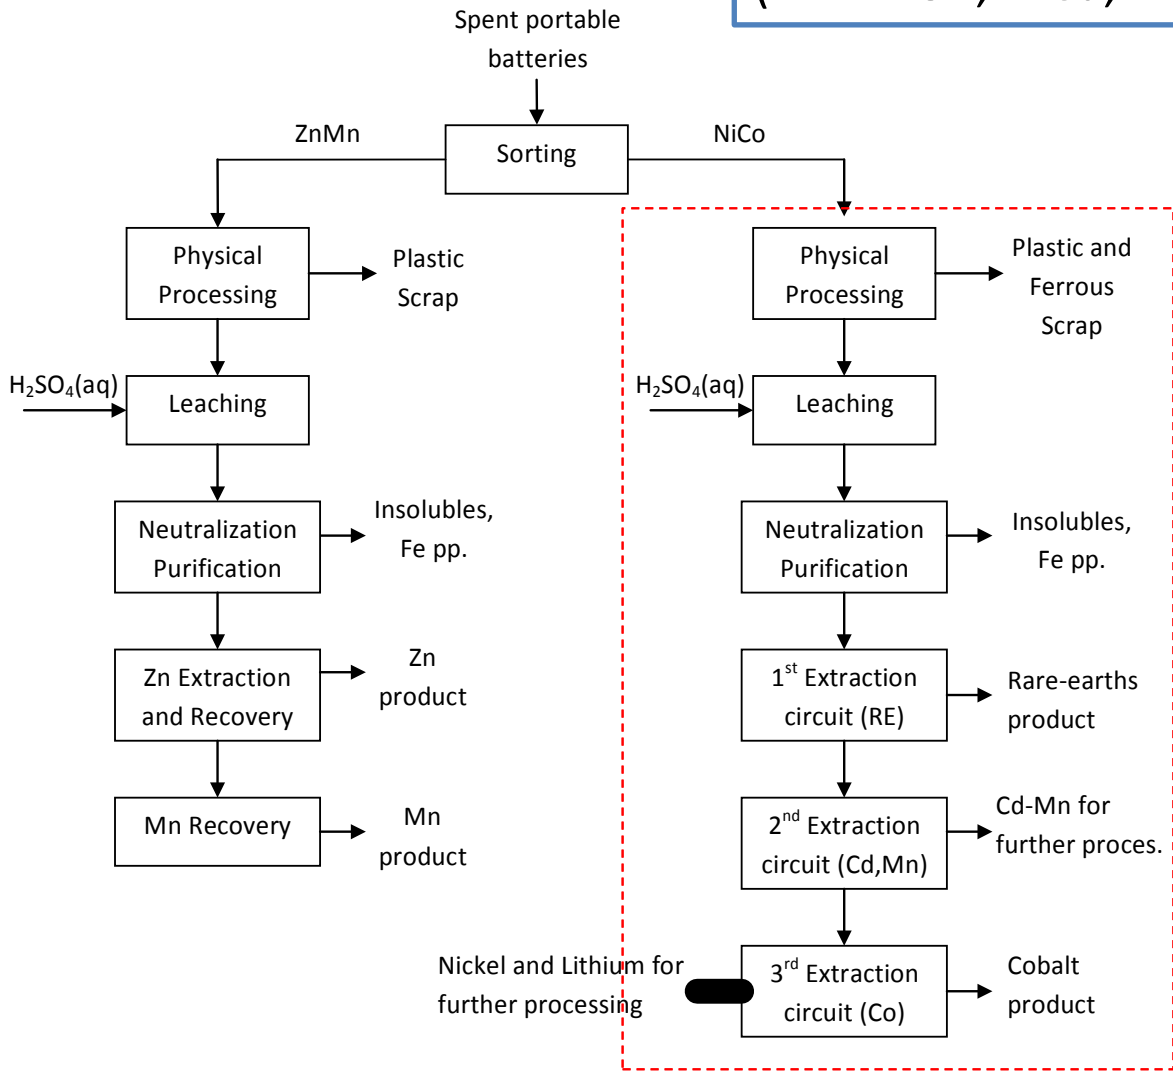 Spent portable
batteries
ZnMn
Sorting
NiCo
Physical
Processing
Plastic
Scrap
H₂SO₄(aq)
Leaching
Neutralization
Purification
Insolubles,
Fe pp.
Zn Extraction
and Recovery
Zn
product
Mn Recovery
Mn
product
Physical
Processing
Plastic and
Ferrous
Scrap
H₂SO₄(aq)
Leaching
Neutralization
Purification
Insolubles,
Fe pp.
1st Extraction
circuit (RE)
Rare-earths
product
2nd Extraction
circuit (Cd,Mn)
Cd-Mn for
further proces.
3rd Extraction
circuit (Co)
Cobalt
product
Nickel and Lithium for
further processing